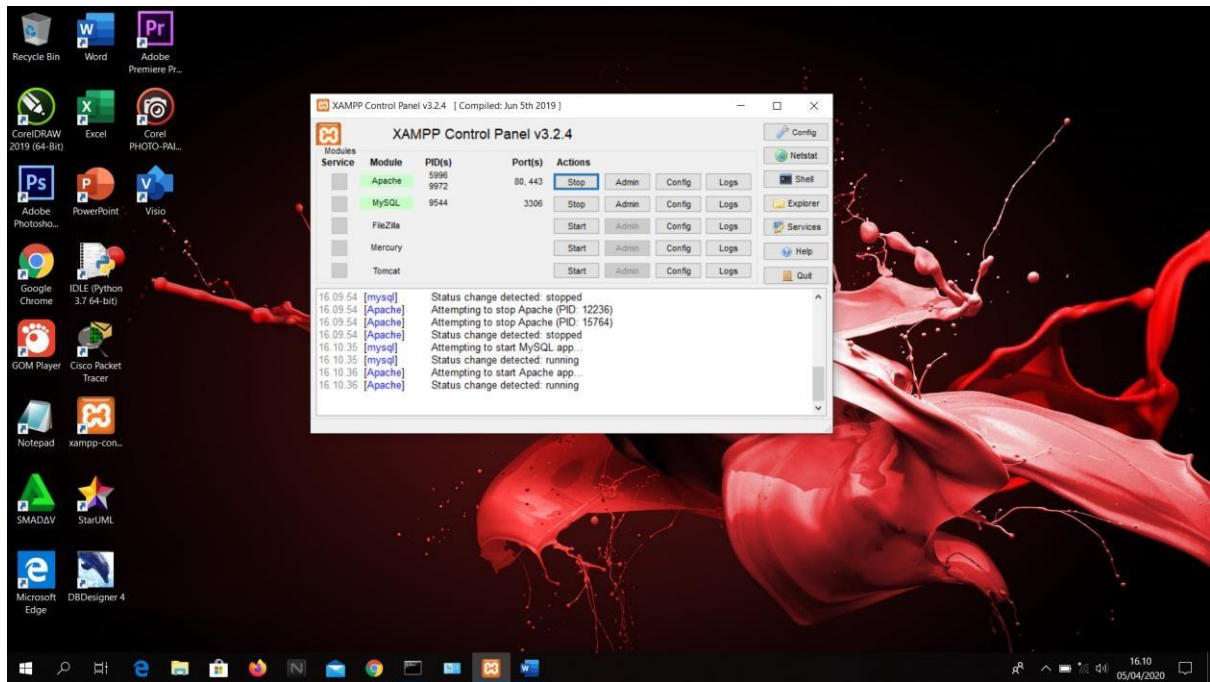 Recycle Bin
Word
Adobe
Premiere Pr...
CorelDRAW
2019 (64-Bit)
Excel
Corel
PHOTO-PAI...
Adobe
Photosho...
PowerPoint
Visio
Google
Chrome
IDLE (Python
3.7 64-bit)
GOM Player
Cisco Packet
Tracer
Notepad
xampp-con...
SMADAV
StarUML
Microsoft
Edge
DBDesigner 4
XAMPP Control Panel v3.2.4 [ Compiled: Jun 5th 2019 ]
XAMPP Control Panel v3.2.4
Config
Netstat
Shell
Explorer
Services
Help
Quit
Modules
Service Module PID(s) Port(s) Actions
Apache 5996 9972 80, 443 Stop Admin Config Logs
MySQL 9544 3306 Stop Admin Config Logs
FileZilla Start Admin Config Logs
Mercury Start Admin Config Logs
Tomcat Start Admin Config Logs
16.09.54 [mysql] Status change detected: stopped
16.09.54 [Apache] Attempting to stop Apache (PID: 12236)
16.09.54 [Apache] Attempting to stop Apache (PID: 15764)
16.09.54 [Apache] Status change detected: stopped
16.10.35 [mysql] Attempting to start MySQL app...
16.10.35 [mysql] Status change detected: running
16.10.36 [Apache] Attempting to start Apache app...
16.10.36 [Apache] Status change detected: running
16.10
05/04/2020